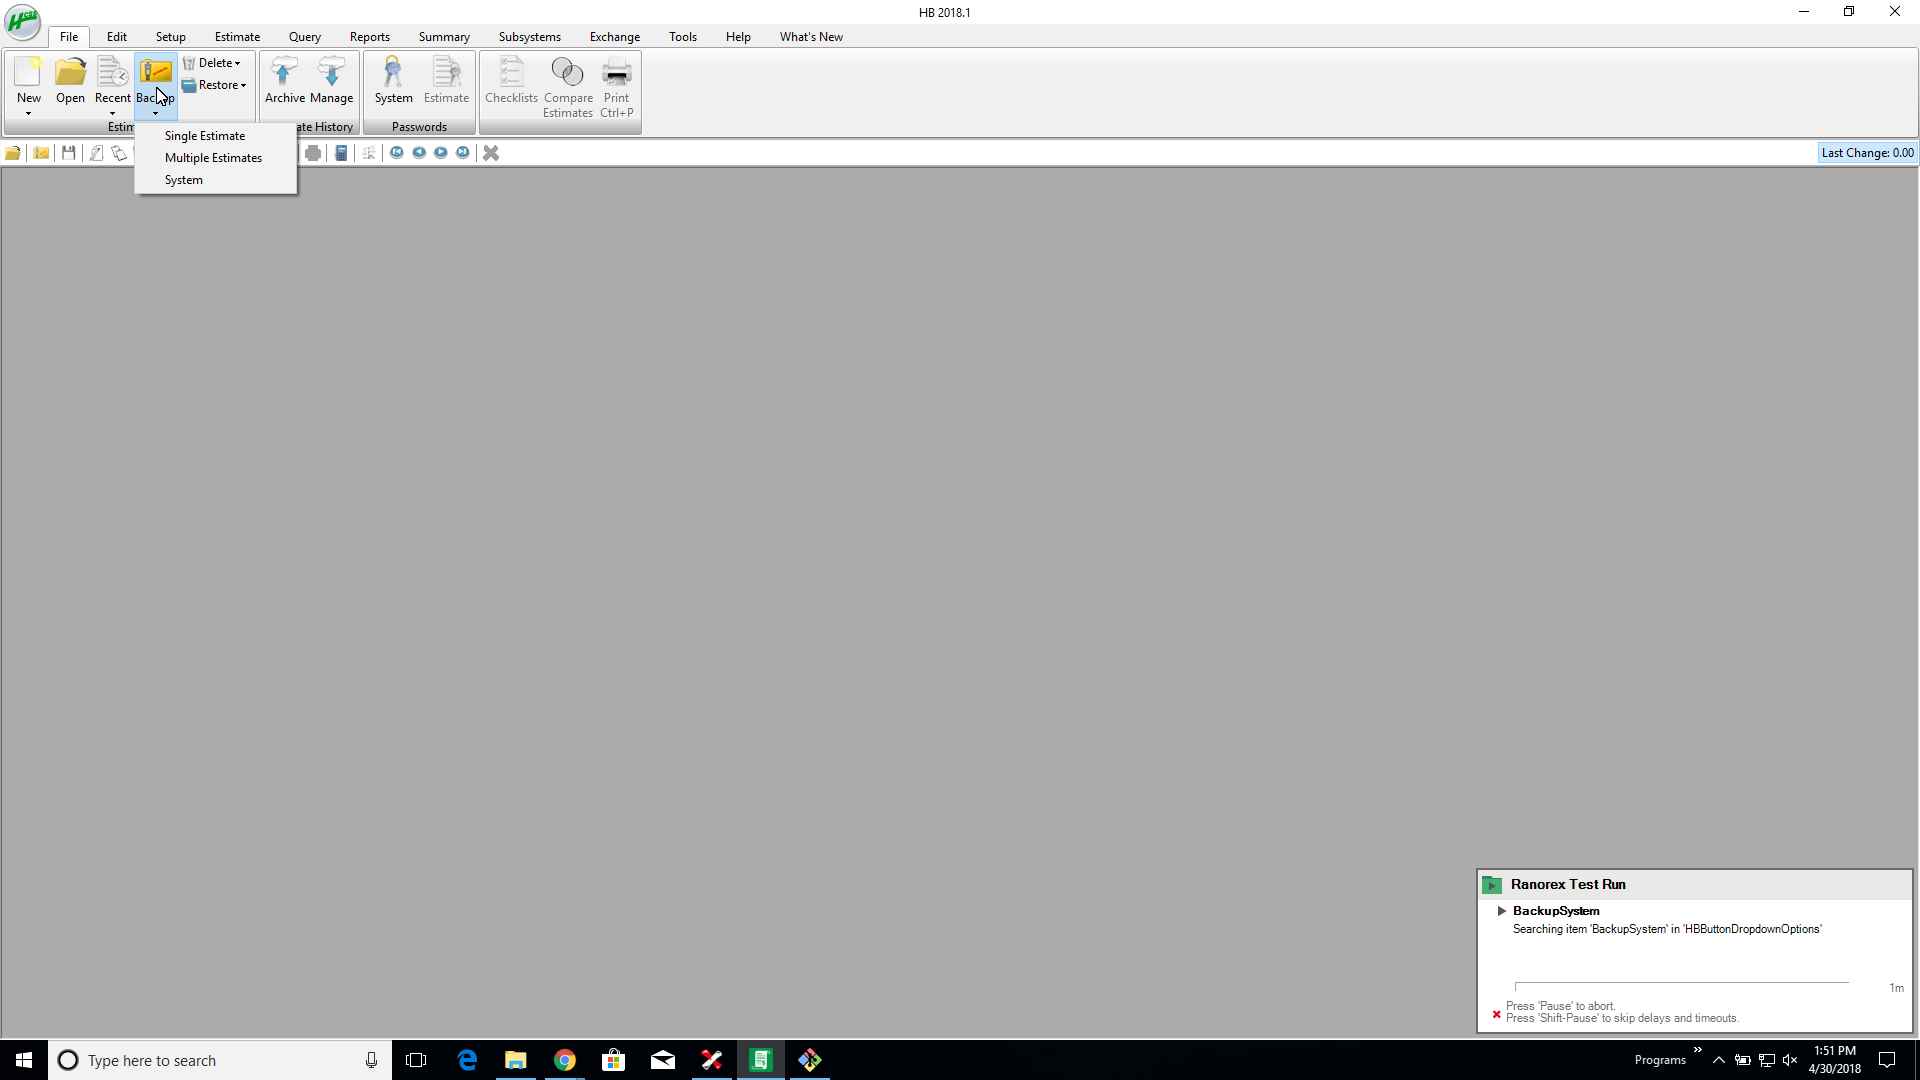 HB 2018.1
File Edit Setup Estimate Query Reports Summary Subsystems Exchange Tools Help What's New
New Open Recent Backup Delete Restore
Archive Manage
System Estimate
Checklists Compare Estimates Print Ctrl+P
Estim
ate History
Passwords
Single Estimate
Multiple Estimates
System
Last Change: 0.00
Ranorex Test Run
BackupSystem
Searching item 'BackupSystem' in 'HBButtonDropdownOptions'
1m
Press 'Pause' to abort.
Press 'Shift-Pause' to skip delays and timeouts.
Type here to search
Programs
1:51 PM
4/30/2018